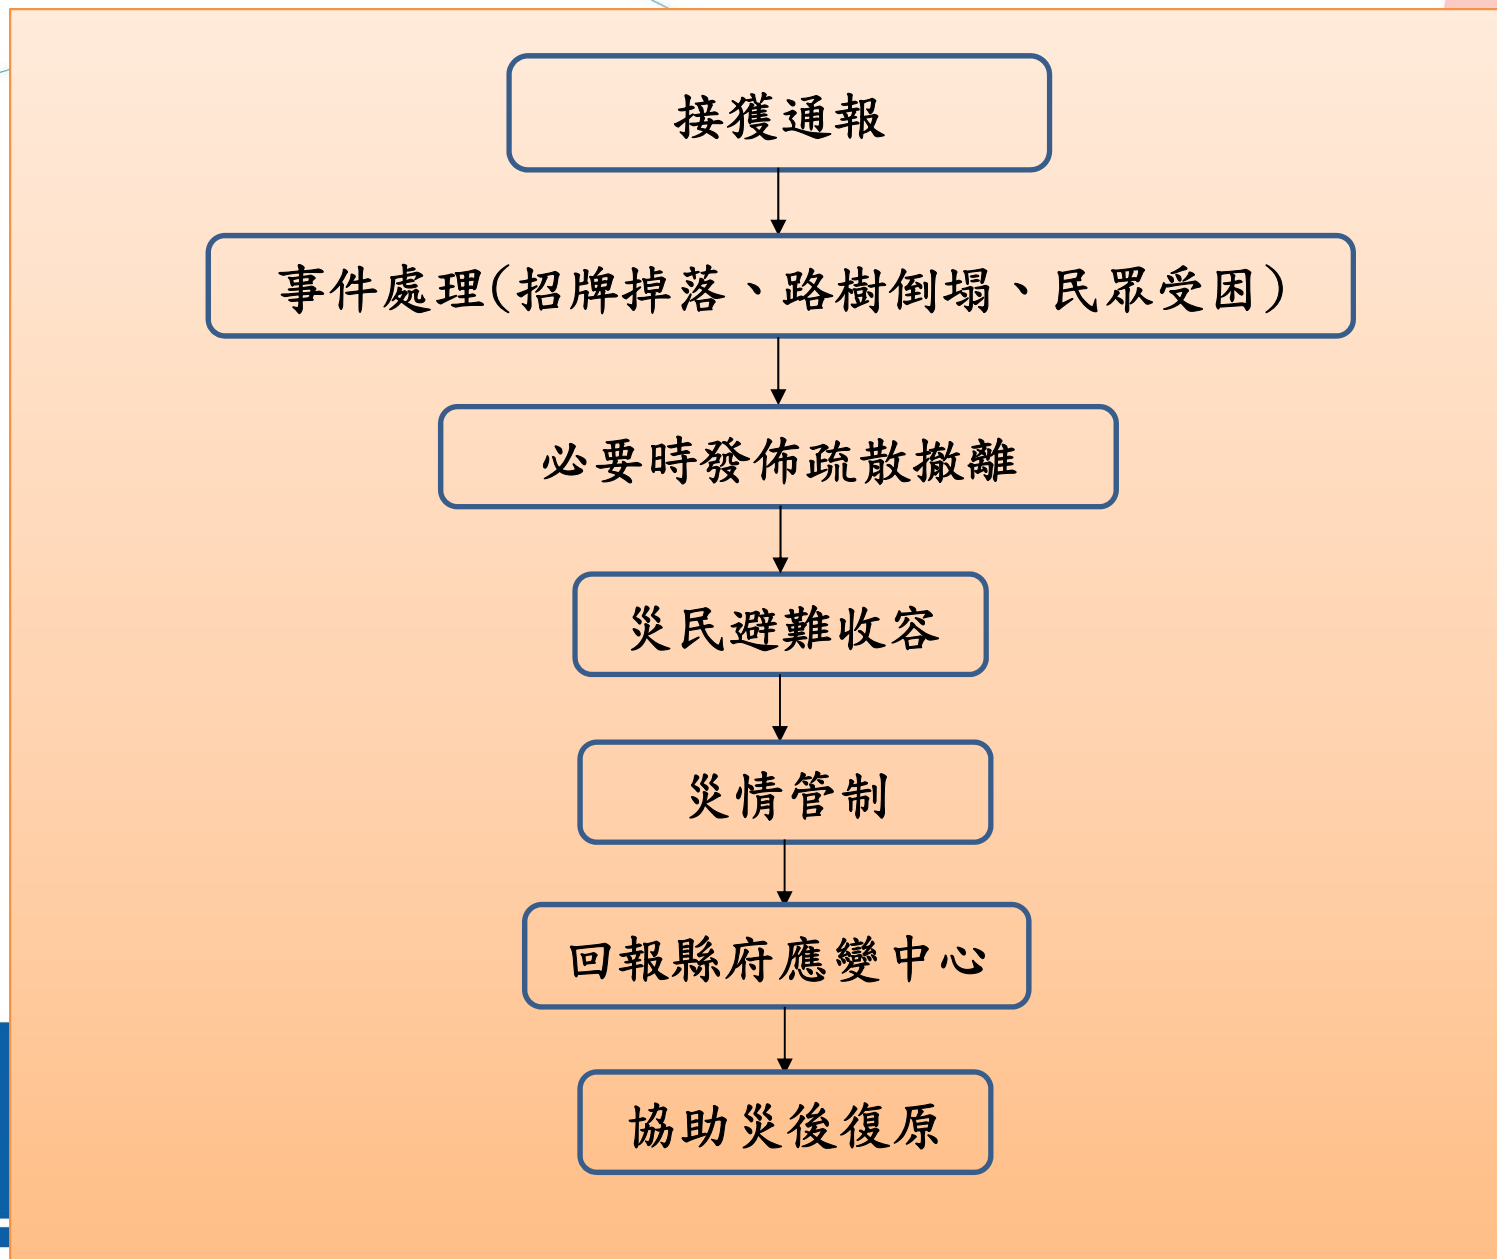 接獲通報
事件處理(招牌掉落、路樹倒塌、民眾受困)
必要時發佈疏散撤離
災民避難收容
災情管制
回報縣府應變中心
協助災後復原